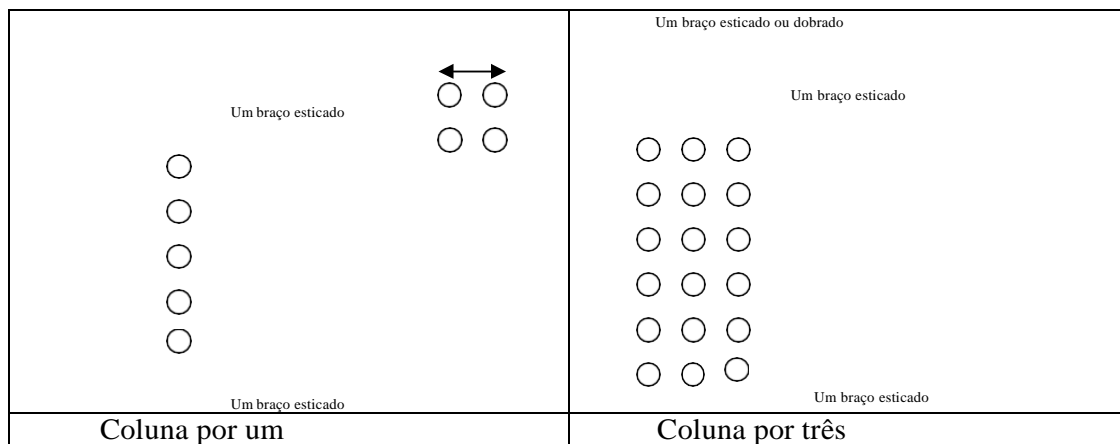 Um braço esticado
Um braço esticado
Coluna por um
Um braço esticado ou dobrado
Um braço esticado
Um braço esticado
Coluna por três